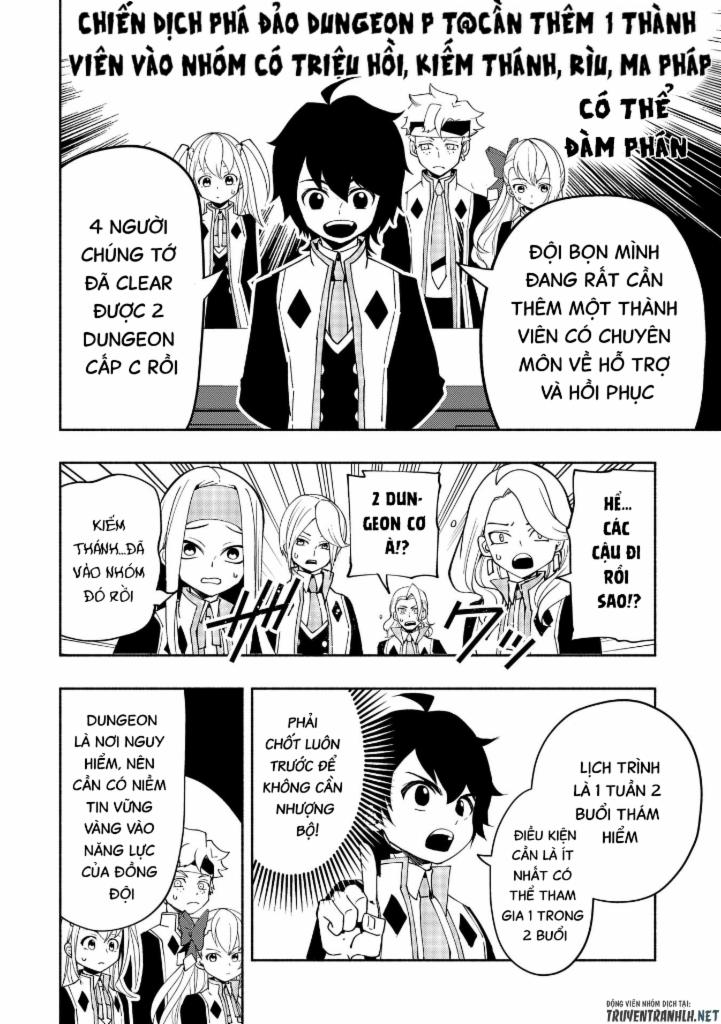 CHIẾN DỊCH PHÁ ĐẢO DUNGEON P T@CẦN THÊM 1 THÀNH
VIÊN VÀO NHÓM CÓ TRIỆU HỒI, KIẾM THÁNH, RÌU, MA PHÁP
CÓ THỂ
ĐÀM PHÁN
ĐỘI BỌN MÌNH
ĐANG RẤT CẦN
THÊM MỘT THÀNH
VIÊN CÓ CHUYÊN
MÔN VỀ HỖ TRỢ
VÀ HỒI PHỤC
4 NGƯỜI
CHÚNG TỚ
ĐÃ CLEAR
ĐƯỢC 2
DUNGEON
CẤP C RỒI
HỂ...
CÁC
CẬU ĐI
RỒI
SAO!?
2 DUN-
GEON CƠ
À!?
KIẾM
THÁNH...ĐÃ
VÀO NHÓM
ĐÓ RỒI
LỊCH TRÌNH
LÀ 1 TUẦN 2
BUỔI THÁM
HIỂM
ĐIỀU KIỆN
CẦN LÀ ÍT
NHẤT CÓ
THỂ THAM
GIA 1 TRONG
2 BUỔI
PHẢI
CHỐT LUÔN
TRƯỚC ĐỂ
KHÔNG CẦN
NHƯỢNG
BỘ!
DUNGEON
LÀ NƠI NGUY
HIỂM, NÊN
CẦN CÓ NIỀM
TIN VỮNG
VÀNG VÀO
NĂNG LỰC
CỦA ĐỒNG
ĐỘI
ĐỘNG VIÊN NHÓM DỊCH TẠI:
TRUYENTRANHLH.NET